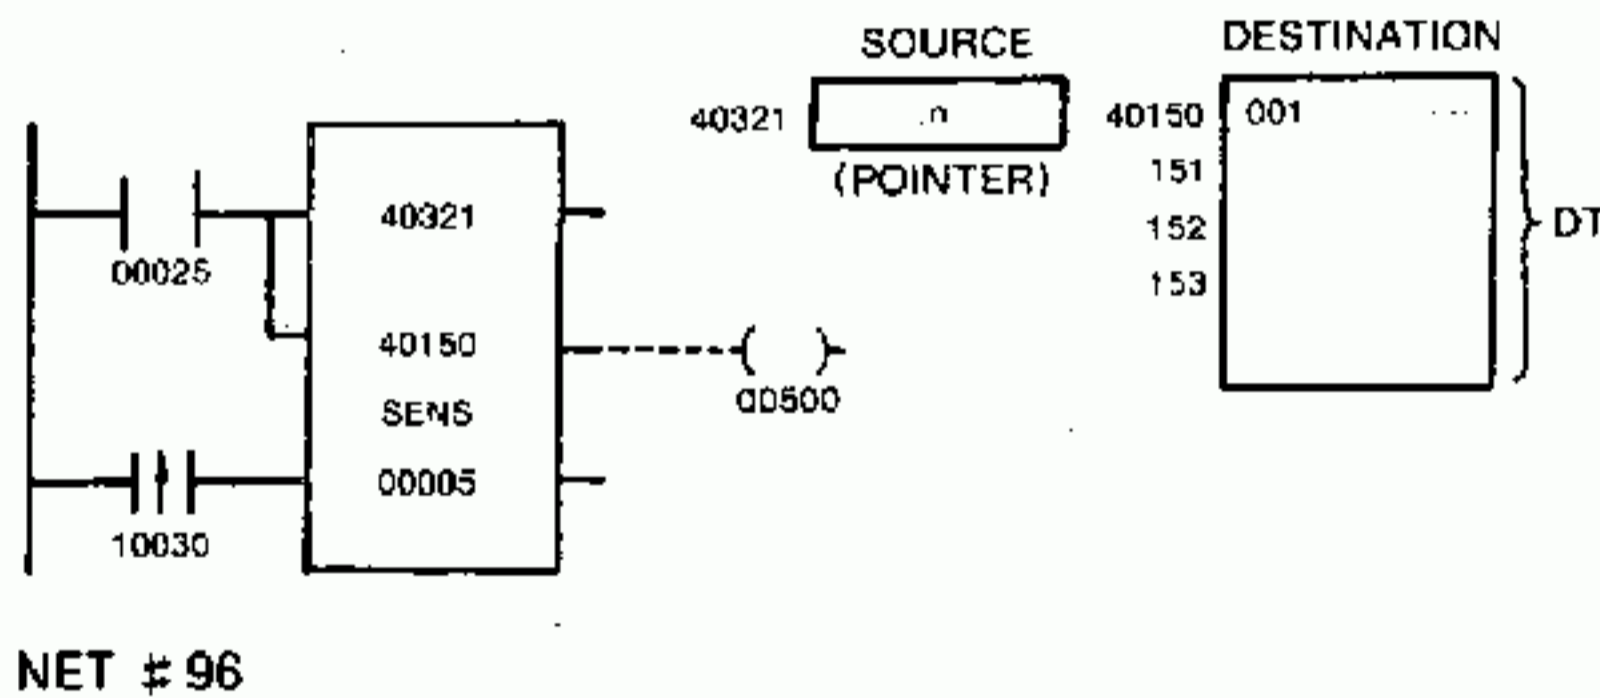 SOURCE
DESTINATION
40321 n
40150 001 ...
(POINTER)
151
152
153
DT
40321
00025
40150
00500
SENS
00005
10030
NET # 96